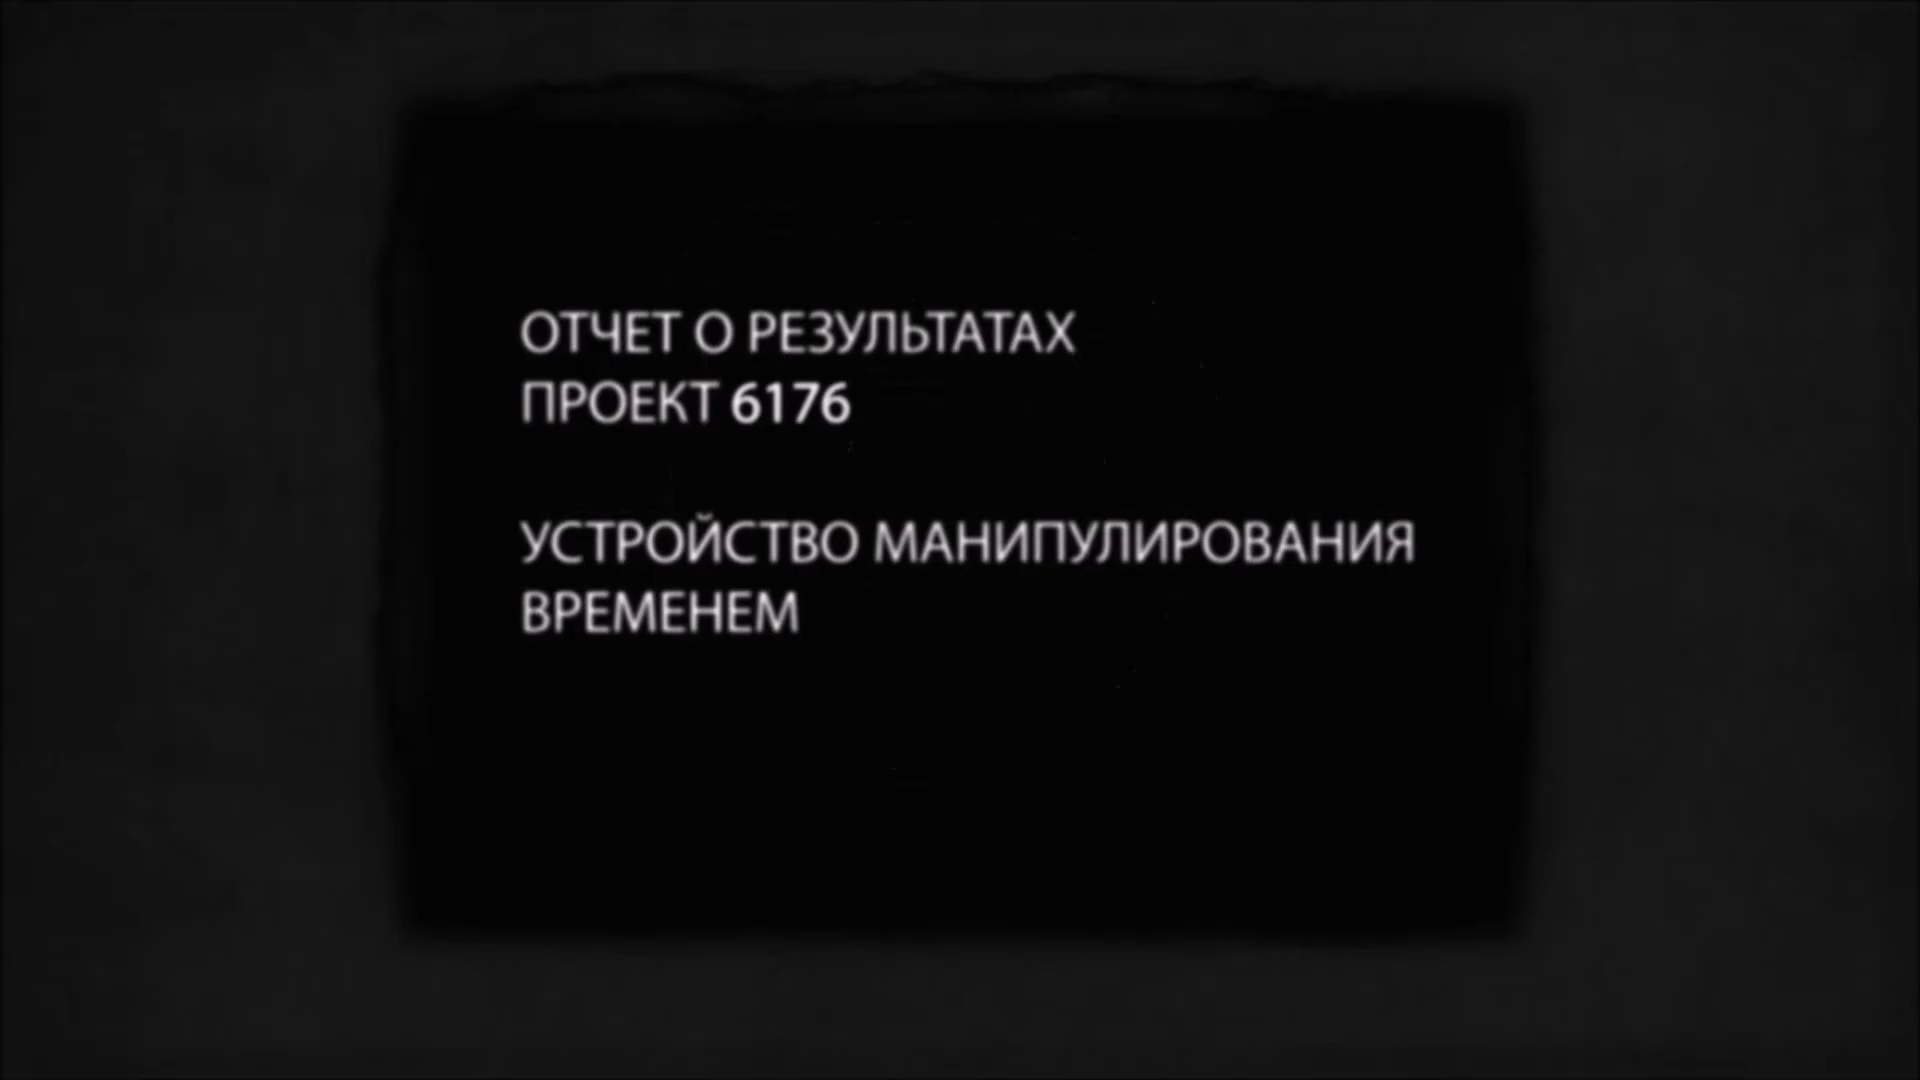 ОТЧЕТ О РЕЗУЛЬТАТАХ
ПРОЕКТ 6176
УСТРОЙСТВО МАНИПУЛИРОВАНИЯ
ВРЕМЕНЕМ